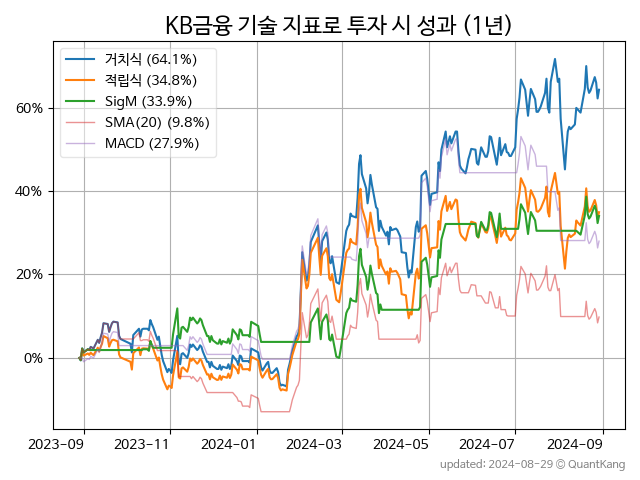 KB금융 기술 지표로 투자 시 성과 (1년)
거치식 (64.1%)
적립식 (34.8%)
SigM (33.9%)
SMA(20) (9.8%)
MACD (27.9%)
60%
40%
20%
0%
2023-09 2023-11 2024-01 2024-03 2024-05 2024-07 2024-09
updated: 2024-08-29 © QuantKang